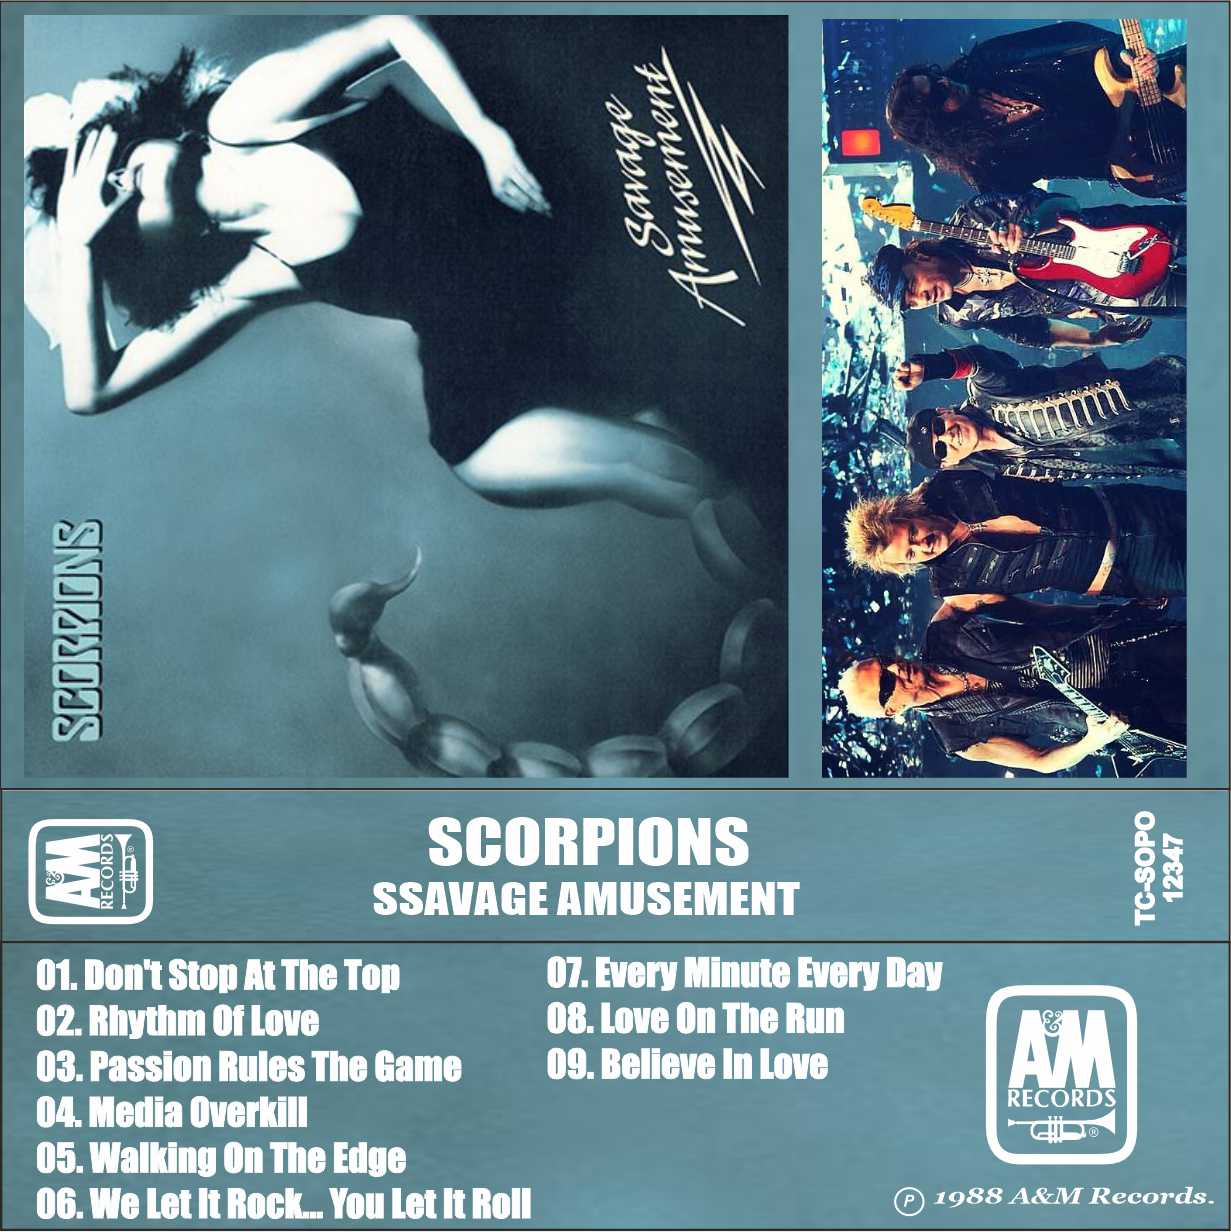 Savage
Amusement
SCORPIONS
A&M
RECORDS
®
SCORPIONS
SSAVAGE AMUSEMENT
TC-SOPO
12347
01. Don't Stop At The Top
02. Rhythm Of Love
03. Passion Rules The Game
04. Media Overkill
05. Walking On The Edge
06. We Let It Rock... You Let It Roll
07. Every Minute Every Day
08. Love On The Run
09. Believe In Love
A&M
RECORDS
®
℗ 1988 A&M Records.